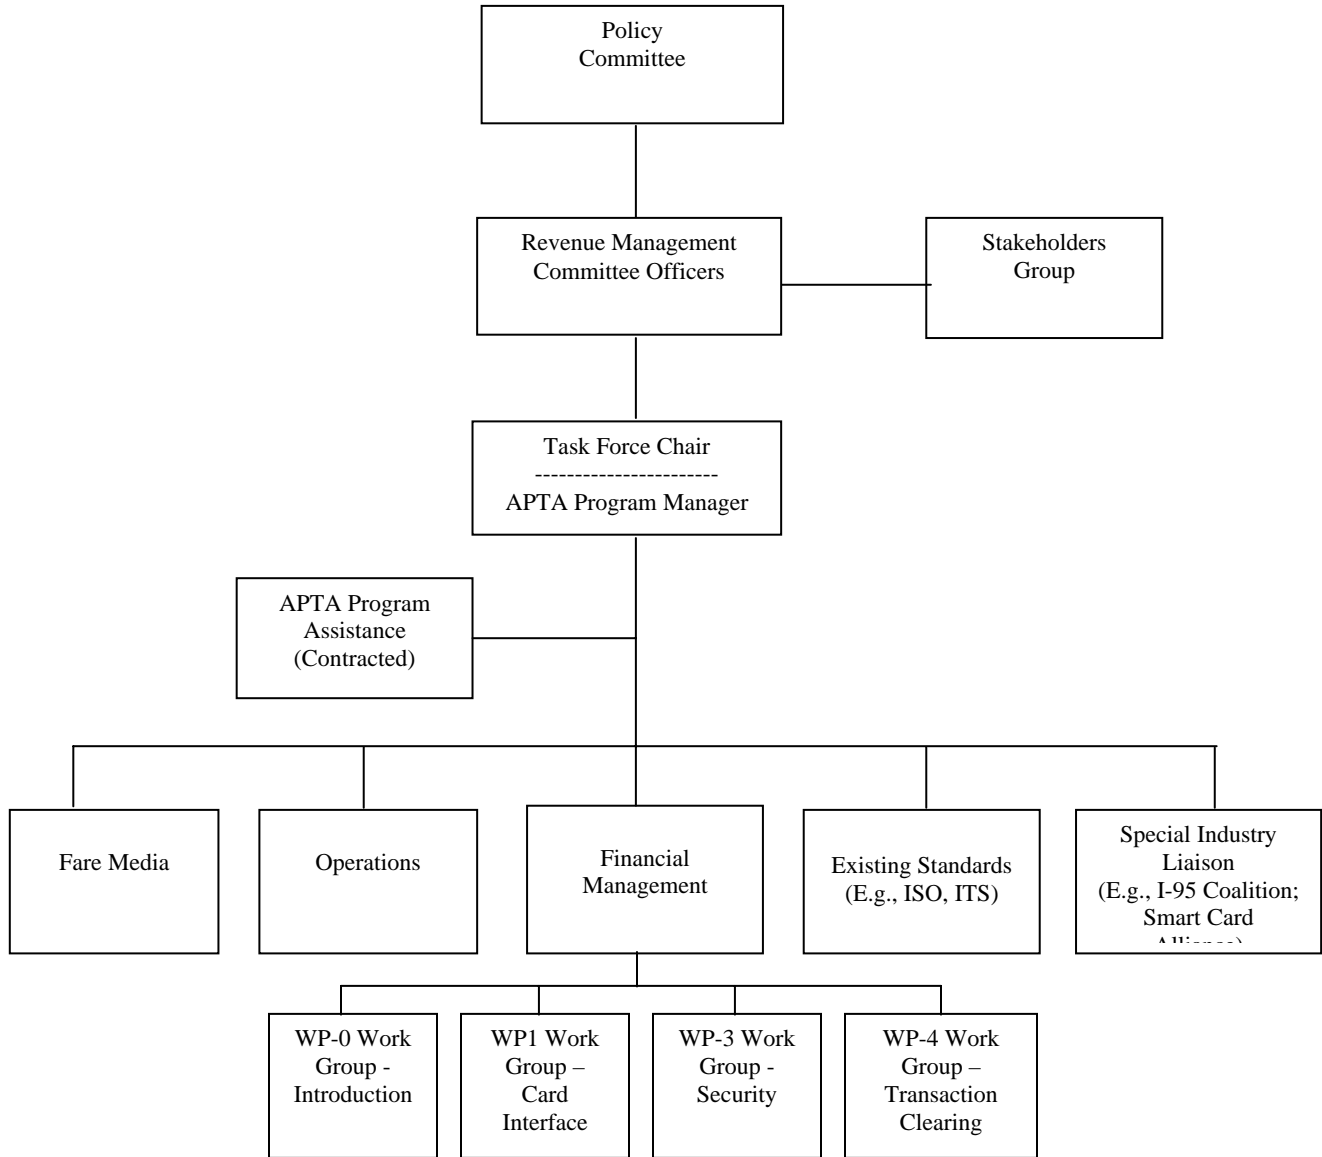 Policy
Committee
Revenue Management
Committee Officers
Stakeholders
Group
Task Force Chair
-----------------------
APTA Program Manager
APTA Program
Assistance
(Contracted)
Fare Media
Operations
Financial
Management
Existing Standards
(E.g., ISO, ITS)
Special Industry
Liaison
(E.g., I-95 Coalition;
Smart Card
Alliance)
WP-0 Work
Group -
Introduction
WP1 Work
Group –
Card
Interface
WP-3 Work
Group -
Security
WP-4 Work
Group –
Transaction
Clearing